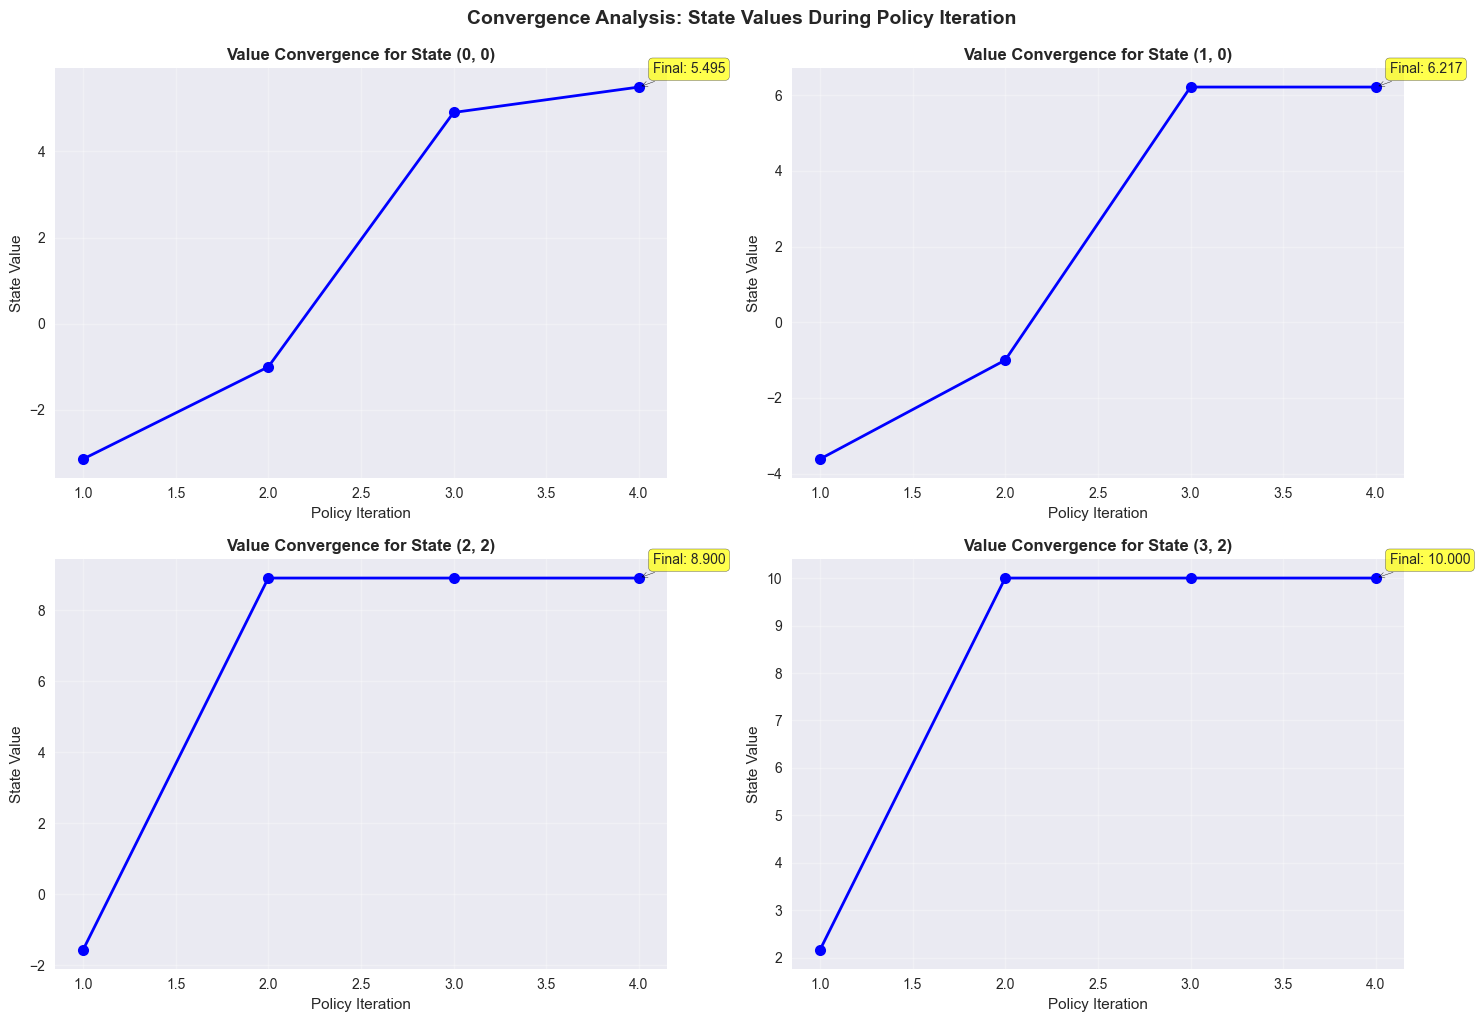 Convergence Analysis: State Values During Policy Iteration
Value Convergence for State (0, 0)
Final: 5.495
State Value
4
2
0
−2
1.0 1.5 2.0 2.5 3.0 3.5 4.0
Policy Iteration
Value Convergence for State (1, 0)
Final: 6.217
State Value
6
4
2
0
−2
−4
1.0 1.5 2.0 2.5 3.0 3.5 4.0
Policy Iteration
Value Convergence for State (2, 2)
Final: 8.900
State Value
8
6
4
2
0
−2
1.0 1.5 2.0 2.5 3.0 3.5 4.0
Policy Iteration
Value Convergence for State (3, 2)
Final: 10.000
State Value
10
9
8
7
6
5
4
3
2
1.0 1.5 2.0 2.5 3.0 3.5 4.0
Policy Iteration